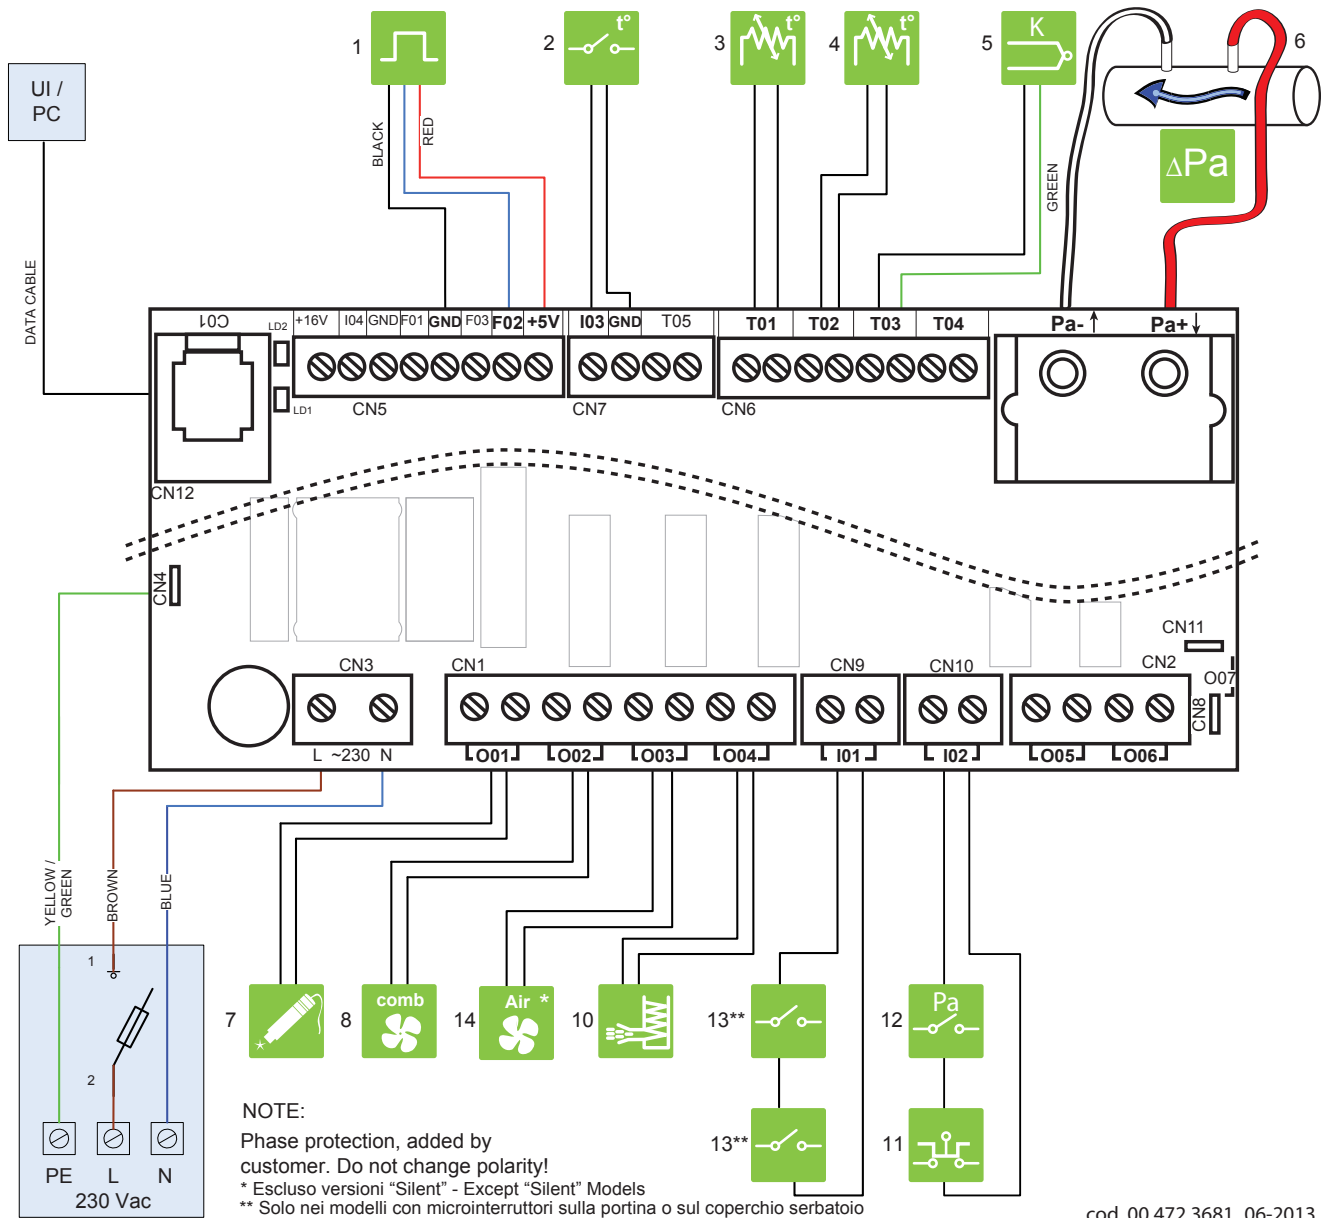 1
2
t°
3
t°
4
t°
5
K
6
UI /
PC
BLACK
RED
GREEN
ΔPa
DATA CABLE
C01
LD2
LD1
+16V
I04
GND
F01
GND
F03
F02
+5V
I03
GND
T05
T01
T02
T03
T04
Pa-
Pa+
CN5
CN7
CN6
CN12
CN4
CN11
CN3
CN1
CN9
CN10
CN2
O07
CN8
L ~230 N
O01
O02
O03
O04
I01
I02
O05
O06
YELLOW /
GREEN
BROWN
BLUE
1
2
PE
L
N
230 Vac
7
8
comb
14
Air *
10
13**
12
Pa
13**
11
NOTE:
Phase protection, added by
customer. Do not change polarity!
* Escluso versioni “Silent” - Except “Silent” Models
** Solo nei modelli con microinterruttori sulla portina o sul coperchio serbatoio
cod. 00 472 3681_06-2013